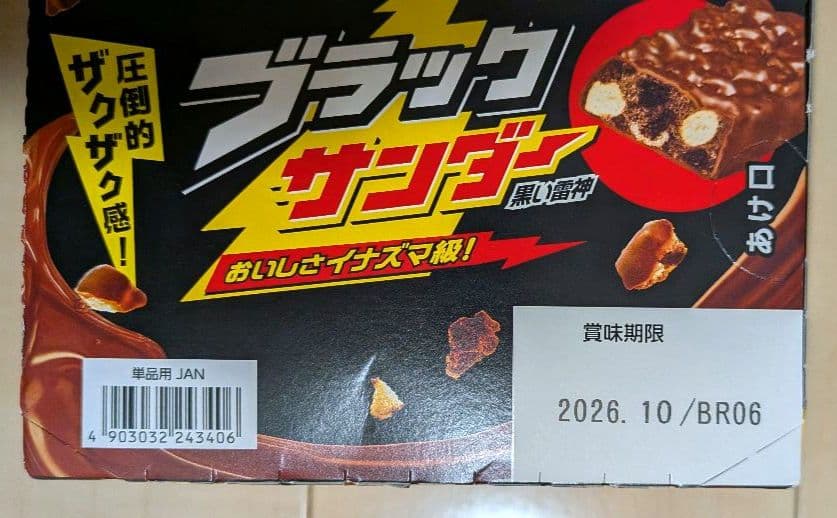 圧倒的
ザクザク感!
ブラック
サンダー
黒い雷神
おいしさイナズマ級!
あけ口
賞味期限
2026.10/BR06
単品用 JAN
4 903032 243406